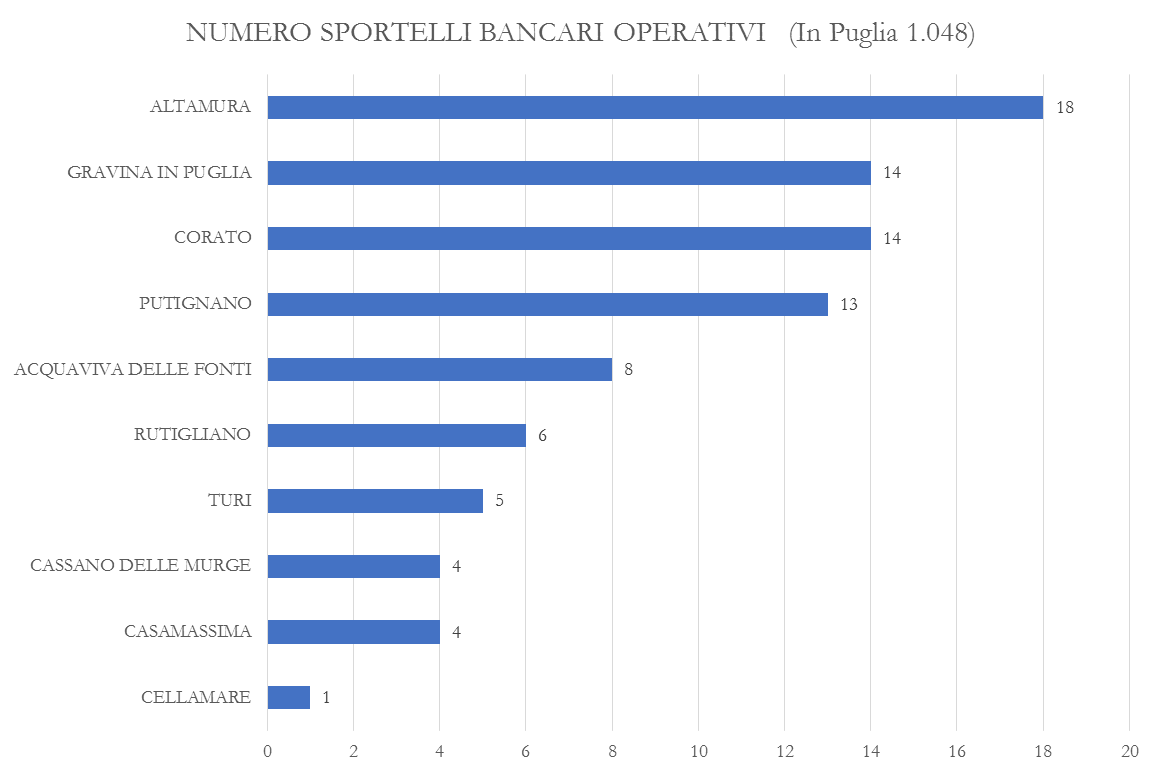 NUMERO SPORTELLI BANCARI OPERATIVI (In Puglia 1.048)
ALTAMURA 18
GRAVINA IN PUGLIA 14
CORATO 14
PUTIGNANO 13
ACQUAVIVA DELLE FONTI 8
RUTIGLIANO 6
TURI 5
CASSANO DELLE MURGE 4
CASAMASSIMA 4
CELLAMARE 1
0 2 4 6 8 10 12 14 16 18 20